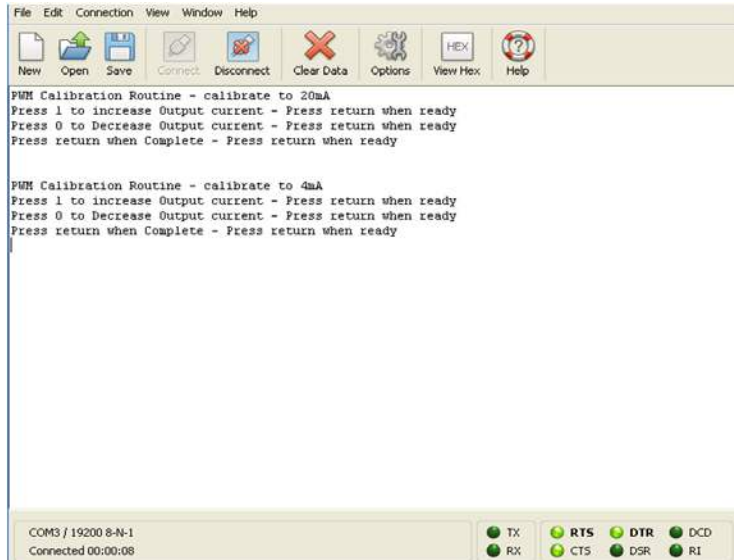 File Edit Connection View Window Help
New Open Save Connect Disconnect Clear Data Options View Hex Help
HEX
PWM Calibration Routine - calibrate to 20mA
Press 1 to increase Output current - Press return when ready
Press 0 to Decrease Output current - Press return when ready
Press return when Complete - Press return when ready
PWM Calibration Routine - calibrate to 4mA
Press 1 to increase Output current - Press return when ready
Press 0 to Decrease Output current - Press return when ready
Press return when Complete - Press return when ready
COM3 / 19200 8-N-1
Connected 00:00:08
TX RTS DTR DCD
RX CTS DSR RI